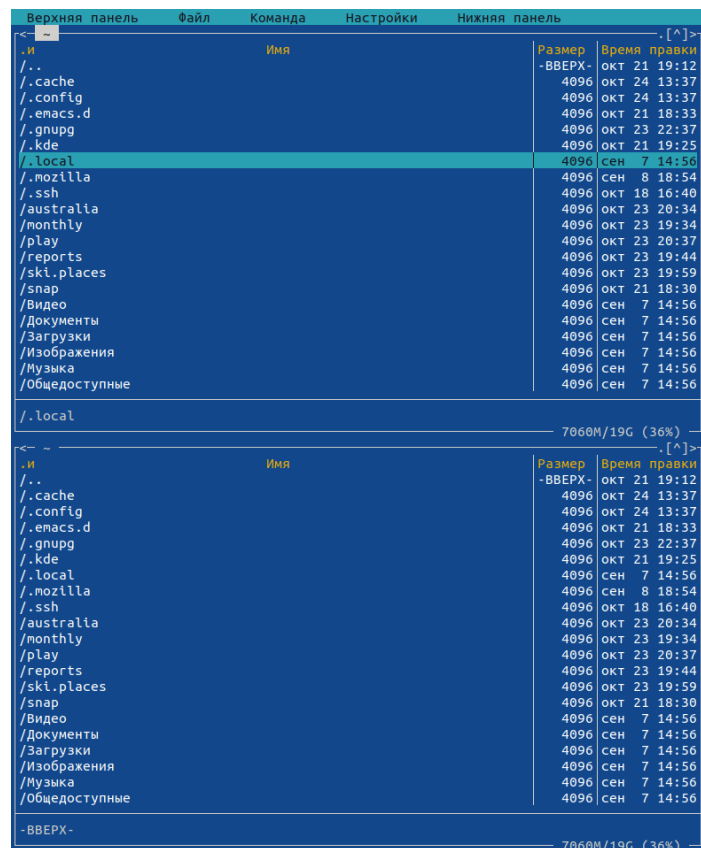 Верхняя панель Файл Команда Настройки Нижняя панель
<─ ~ .[^]>
.и Имя Размер Время правки
/.. -ВВЕРХ- окт 21 19:12
/.cache 4096 окт 24 13:37
/.config 4096 окт 24 13:37
/.emacs.d 4096 окт 21 18:33
/.gnupg 4096 окт 23 22:37
/.kde 4096 окт 21 19:25
/.local 4096 сен 7 14:56
/.mozilla 4096 сен 8 18:54
/.ssh 4096 окт 18 16:40
/australia 4096 окт 23 20:34
/monthly 4096 окт 23 19:34
/play 4096 окт 23 20:37
/reports 4096 окт 23 19:44
/ski.places 4096 окт 23 19:59
/snap 4096 окт 21 18:30
/Видео 4096 сен 7 14:56
/Документы 4096 сен 7 14:56
/Загрузки 4096 сен 7 14:56
/Изображения 4096 сен 7 14:56
/Музыка 4096 сен 7 14:56
/Общедоступные 4096 сен 7 14:56
/.local
7060M/19G (36%)
<─ ~ .[^]>
.и Имя Размер Время правки
/.. -ВВЕРХ- окт 21 19:12
/.cache 4096 окт 24 13:37
/.config 4096 окт 24 13:37
/.emacs.d 4096 окт 21 18:33
/.gnupg 4096 окт 23 22:37
/.kde 4096 окт 21 19:25
/.local 4096 сен 7 14:56
/.mozilla 4096 сен 8 18:54
/.ssh 4096 окт 18 16:40
/australia 4096 окт 23 20:34
/monthly 4096 окт 23 19:34
/play 4096 окт 23 20:37
/reports 4096 окт 23 19:44
/ski.places 4096 окт 23 19:59
/snap 4096 окт 21 18:30
/Видео 4096 сен 7 14:56
/Документы 4096 сен 7 14:56
/Загрузки 4096 сен 7 14:56
/Изображения 4096 сен 7 14:56
/Музыка 4096 сен 7 14:56
/Общедоступные 4096 сен 7 14:56
-ВВЕРХ-
7060M/19G (36%)